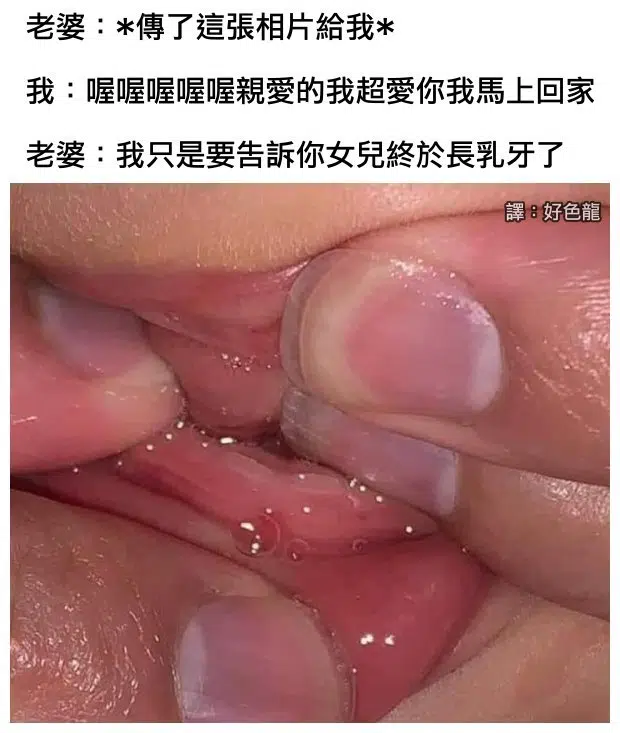 老婆：*傳了這張相片給我*
我：喔喔喔喔喔親愛的我超愛你我馬上回家
老婆：我只是要告訴你女兒終於長乳牙了
譯：好色龍